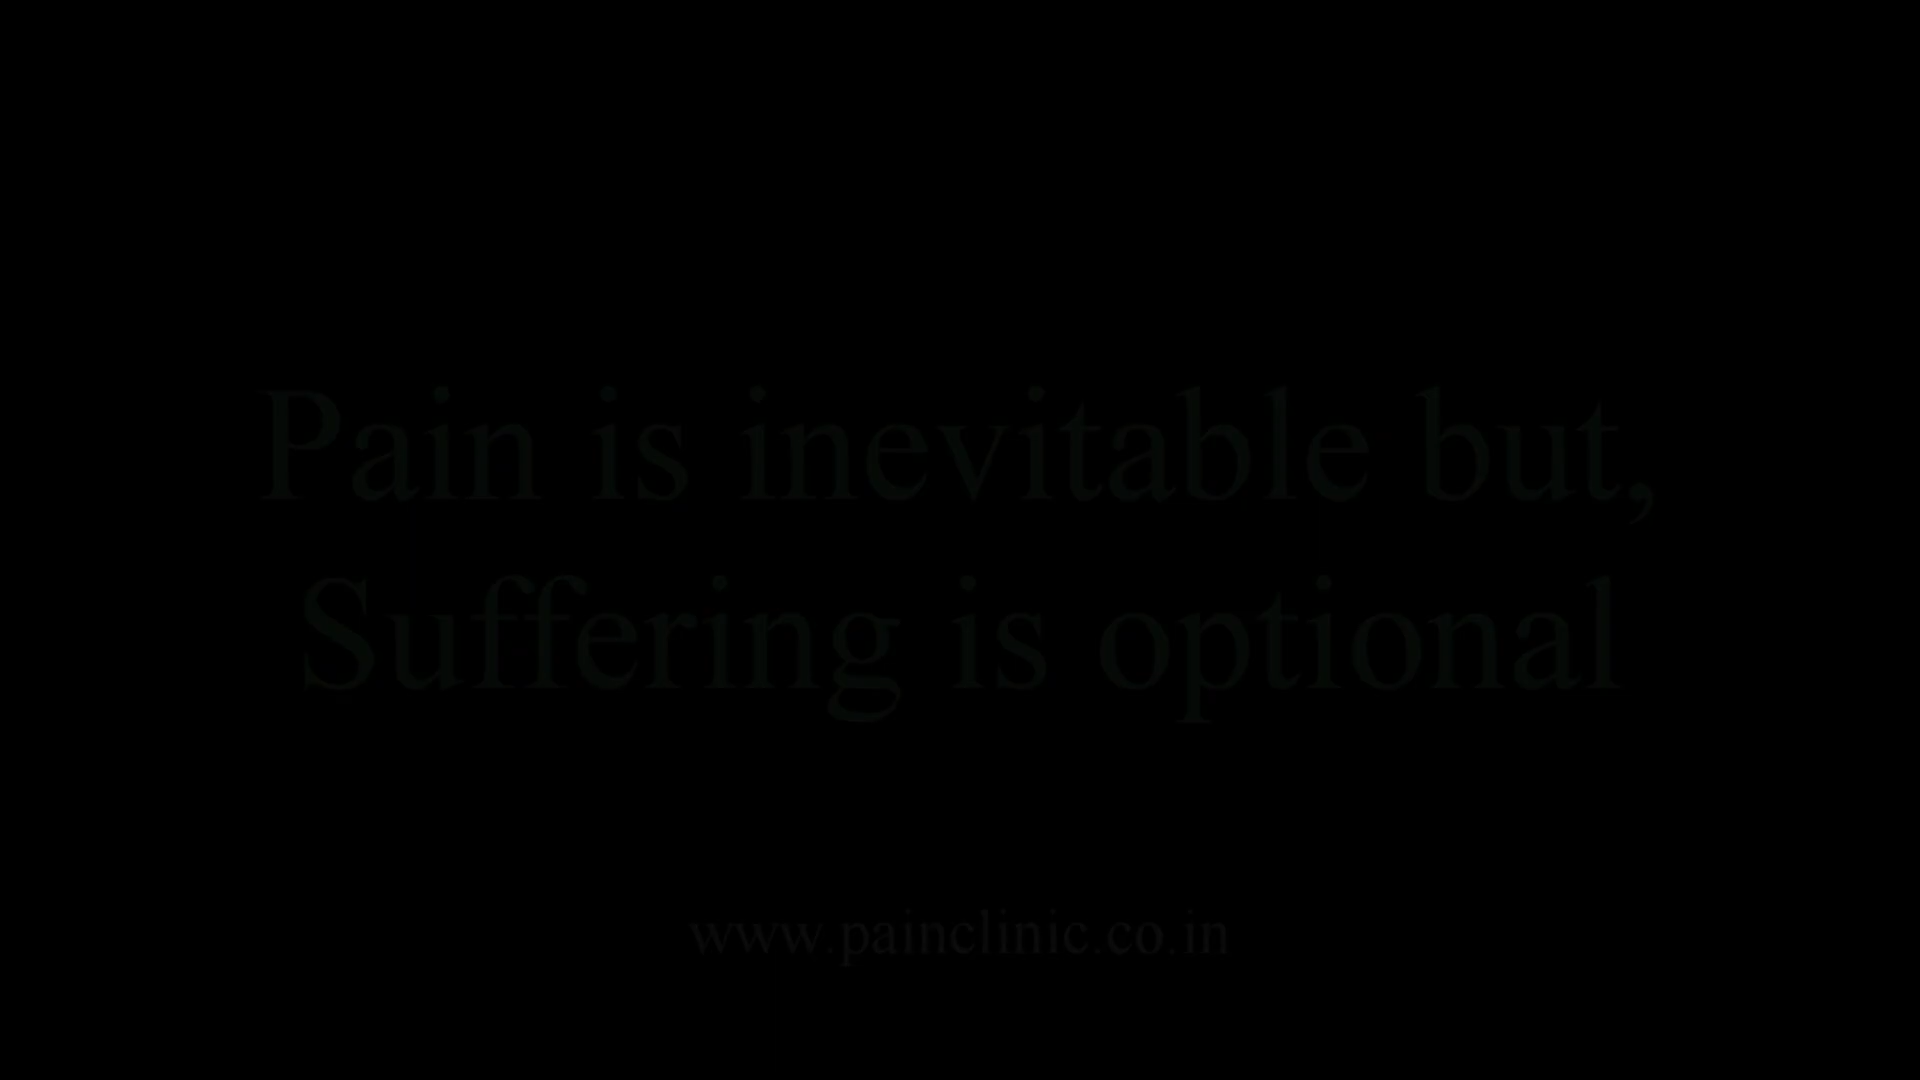 Pain is inevitable but,
Suffering is optional
www.painclinic.co.in